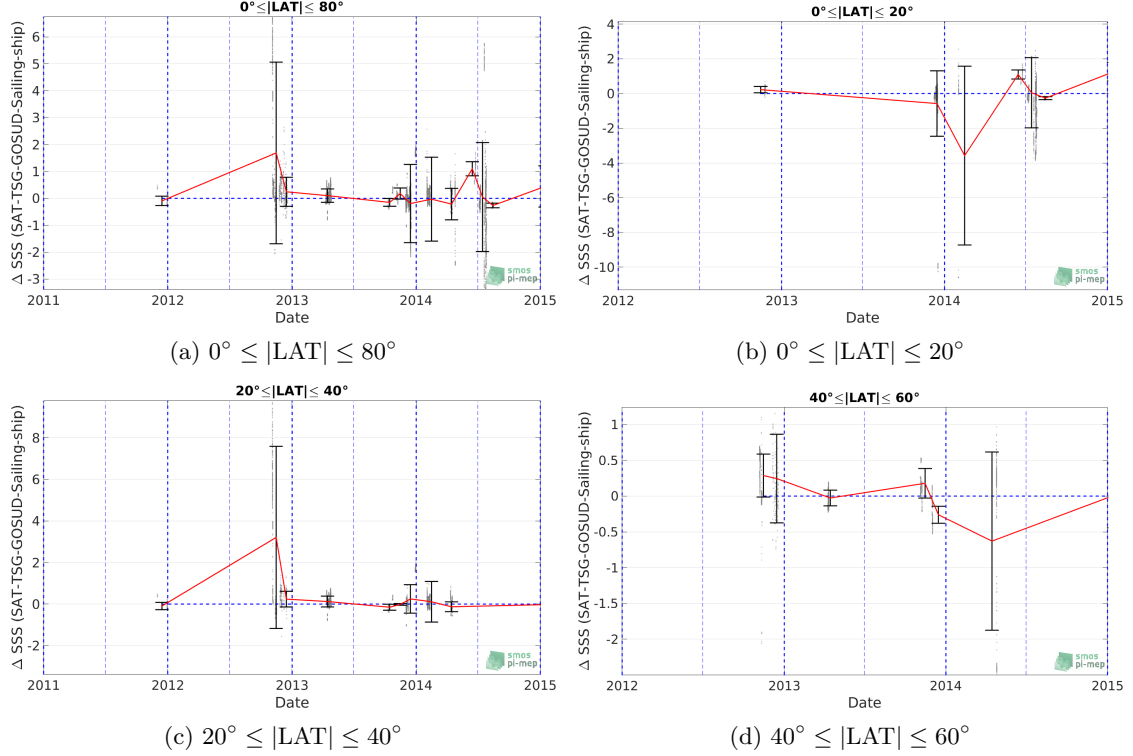 0°≤|LAT|≤ 80°
Δ SSS (SAT-TSG-GOSUD-Sailing-ship)
6
5
4
3
2
1
0
-1
-2
-3
2011 2012 2013 2014 2015
Date
smos
pi-mep
(a) 0° ≤ |LAT| ≤ 80°
0°≤|LAT|≤ 20°
Δ SSS (SAT-TSG-GOSUD-Sailing-ship)
4
2
0
-2
-4
-6
-8
-10
2012 2013 2014 2015
Date
smos
pi-mep
(b) 0° ≤ |LAT| ≤ 20°
20°≤|LAT|≤ 40°
Δ SSS (SAT-TSG-GOSUD-Sailing-ship)
8
6
4
2
0
-2
2011 2012 2013 2014 2015
Date
smos
pi-mep
(c) 20° ≤ |LAT| ≤ 40°
40°≤|LAT|≤ 60°
Δ SSS (SAT-TSG-GOSUD-Sailing-ship)
1
0.5
0
-0.5
-1
-1.5
-2
2012 2013 2014 2015
Date
smos
pi-mep
(d) 40° ≤ |LAT| ≤ 60°